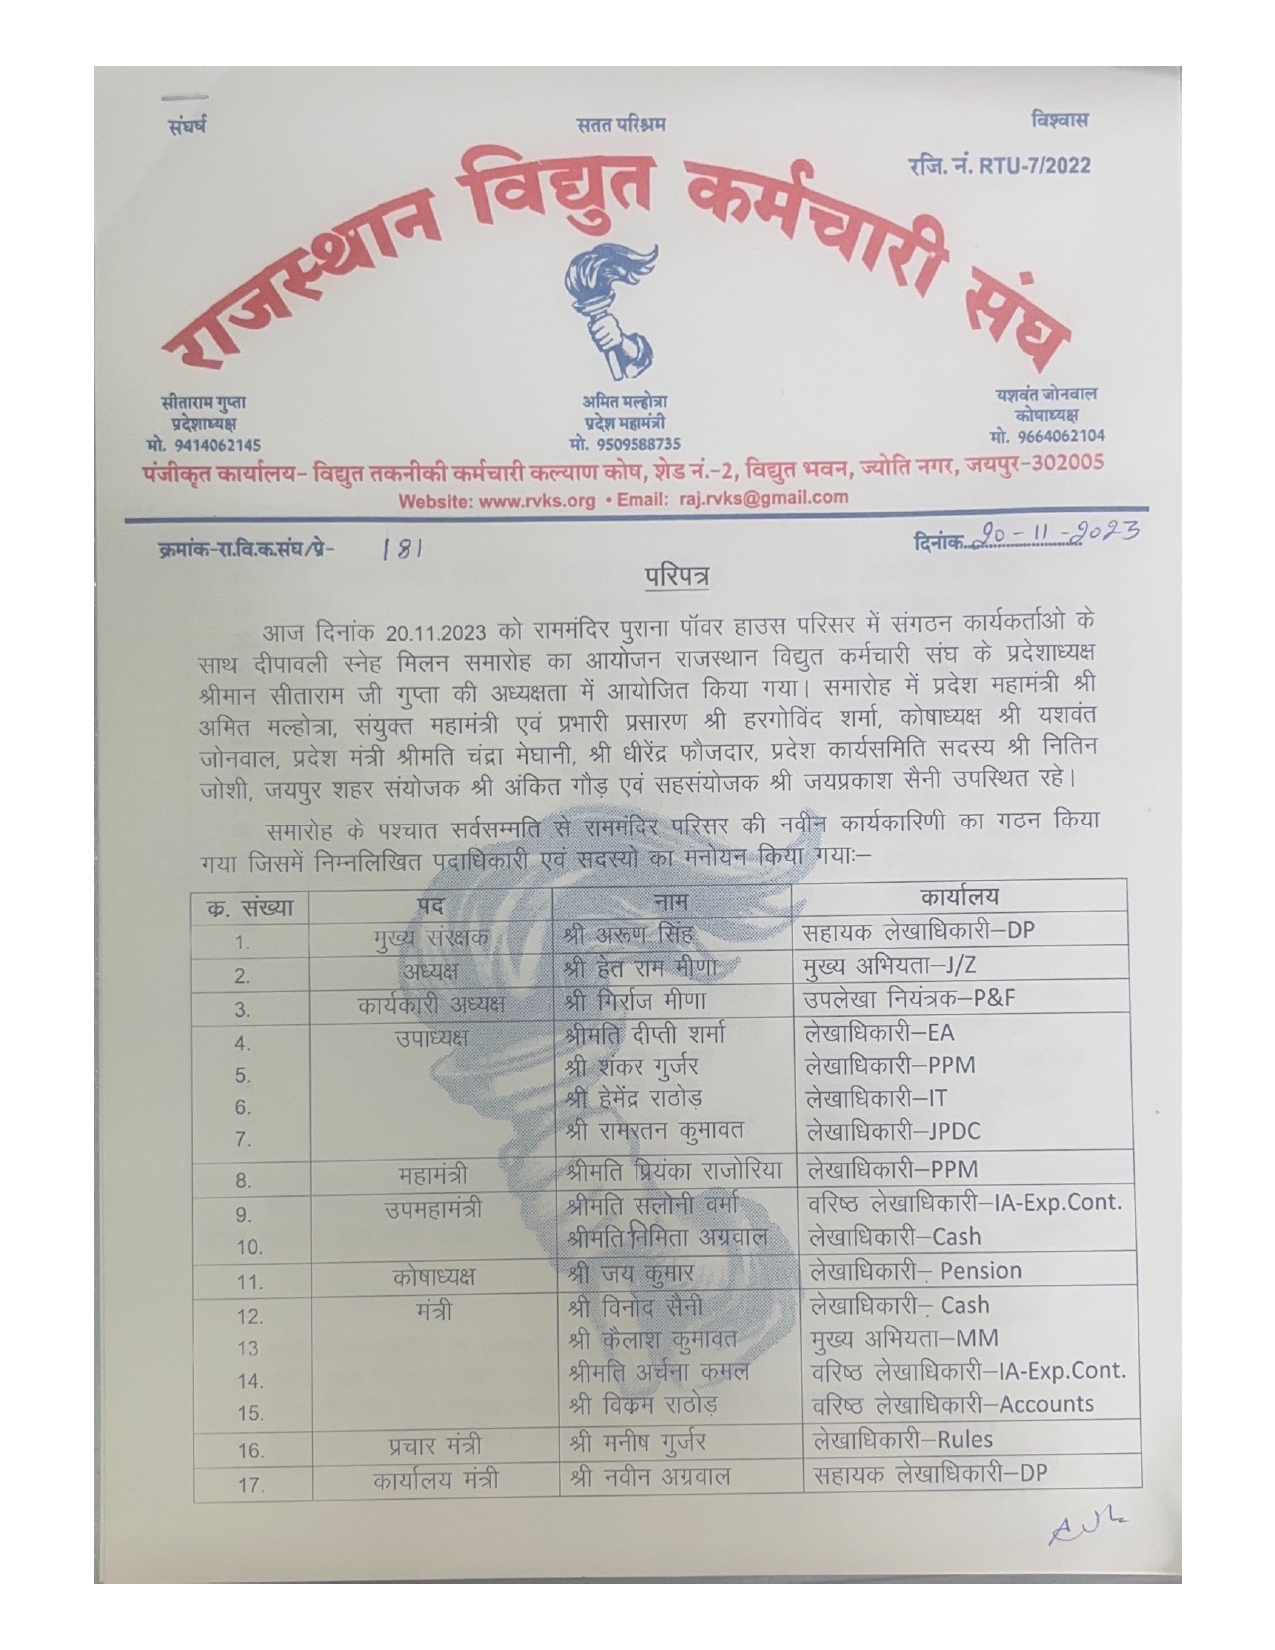 संघर्ष सतत परिश्रम विश्वास
रजि. नं. RTU-7/2022
राजस्थान विद्युत कर्मचारी संघ
सीताराम गुप्ता अमित मल्होत्रा यशवंत जोनवाल
प्रदेशाध्यक्ष प्रदेश महामंत्री कोषाध्यक्ष
मो. 9414062145 मो. 9509588735 मो. 9664062104
पंजीकृत कार्यालय- विद्युत तकनीकी कर्मचारी कल्याण कोष, शेड नं.-2, विद्युत भवन, ज्योति नगर, जयपुर-302005
Website: www.rvks.org • Email: raj.rvks@gmail.com
क्रमांक-रा.वि.क.संघ/प्रे- 181 दिनांक 20-11-2023
परिपत्र
आज दिनांक 20.11.2023 को राममंदिर पुराना पॉवर हाउस परिसर में संगठन कार्यकर्ताओ के
साथ दीपावली स्नेह मिलन समारोह का आयोजन राजस्थान विद्युत कर्मचारी संघ के प्रदेशाध्यक्ष
श्रीमान सीताराम जी गुप्ता की अध्यक्षता में आयोजित किया गया। समारोह में प्रदेश महामंत्री श्री
अमित मल्होत्रा, संयुक्त महामंत्री एवं प्रभारी प्रसारण श्री हरगोविंद शर्मा, कोषाध्यक्ष श्री यशवंत
जोनवाल, प्रदेश मंत्री श्रीमति चंद्रा मेघानी, श्री धीरेंद्र फौजदार, प्रदेश कार्यसमिति सदस्य श्री नितिन
जोशी, जयपुर शहर संयोजक श्री अंकित गौड़ एवं सहसंयोजक श्री जयप्रकाश सैनी उपस्थित रहे।
समारोह के पश्चात सर्वसम्मति से राममंदिर परिसर की नवीन कार्यकारिणी का गठन किया
गया जिसमें निम्नलिखित पदाधिकारी एवं सदस्यो का मनोयन किया गयाः–
क्र. संख्या पद नाम कार्यालय
1. मुख्य संरक्षक श्री अरूण सिंह सहायक लेखाधिकारी–DP
2. अध्यक्ष श्री हेत राम मीणा मुख्य अभियता–J/Z
3. कार्यकारी अध्यक्ष श्री गिर्राज मीणा उपलेखा नियंत्रक–P&F
4. उपाध्यक्ष श्रीमति दीप्ती शर्मा लेखाधिकारी–EA
5. श्री शंकर गुर्जर लेखाधिकारी–PPM
6. श्री हेमेंद्र राठोड़ लेखाधिकारी–IT
7. श्री रामरतन कुमावत लेखाधिकारी–JPDC
8. महामंत्री श्रीमति प्रियंका राजोरिया लेखाधिकारी–PPM
9. उपमहामंत्री श्रीमति सलोनी वर्मा वरिष्ठ लेखाधिकारी–IA-Exp.Cont.
10. श्रीमति निमिता अग्रवाल लेखाधिकारी–Cash
11. कोषाध्यक्ष श्री जय कुमार लेखाधिकारी– Pension
12. मंत्री श्री विनोद सैनी लेखाधिकारी– Cash
13. श्री कैलाश कुमावत मुख्य अभियता–MM
14. श्रीमति अर्चना कमल वरिष्ठ लेखाधिकारी–IA-Exp.Cont.
15. श्री विक्रम राठोड़ वरिष्ठ लेखाधिकारी–Accounts
16. प्रचार मंत्री श्री मनीष गुर्जर लेखाधिकारी–Rules
17. कार्यालय मंत्री श्री नवीन अग्रवाल सहायक लेखाधिकारी–DP